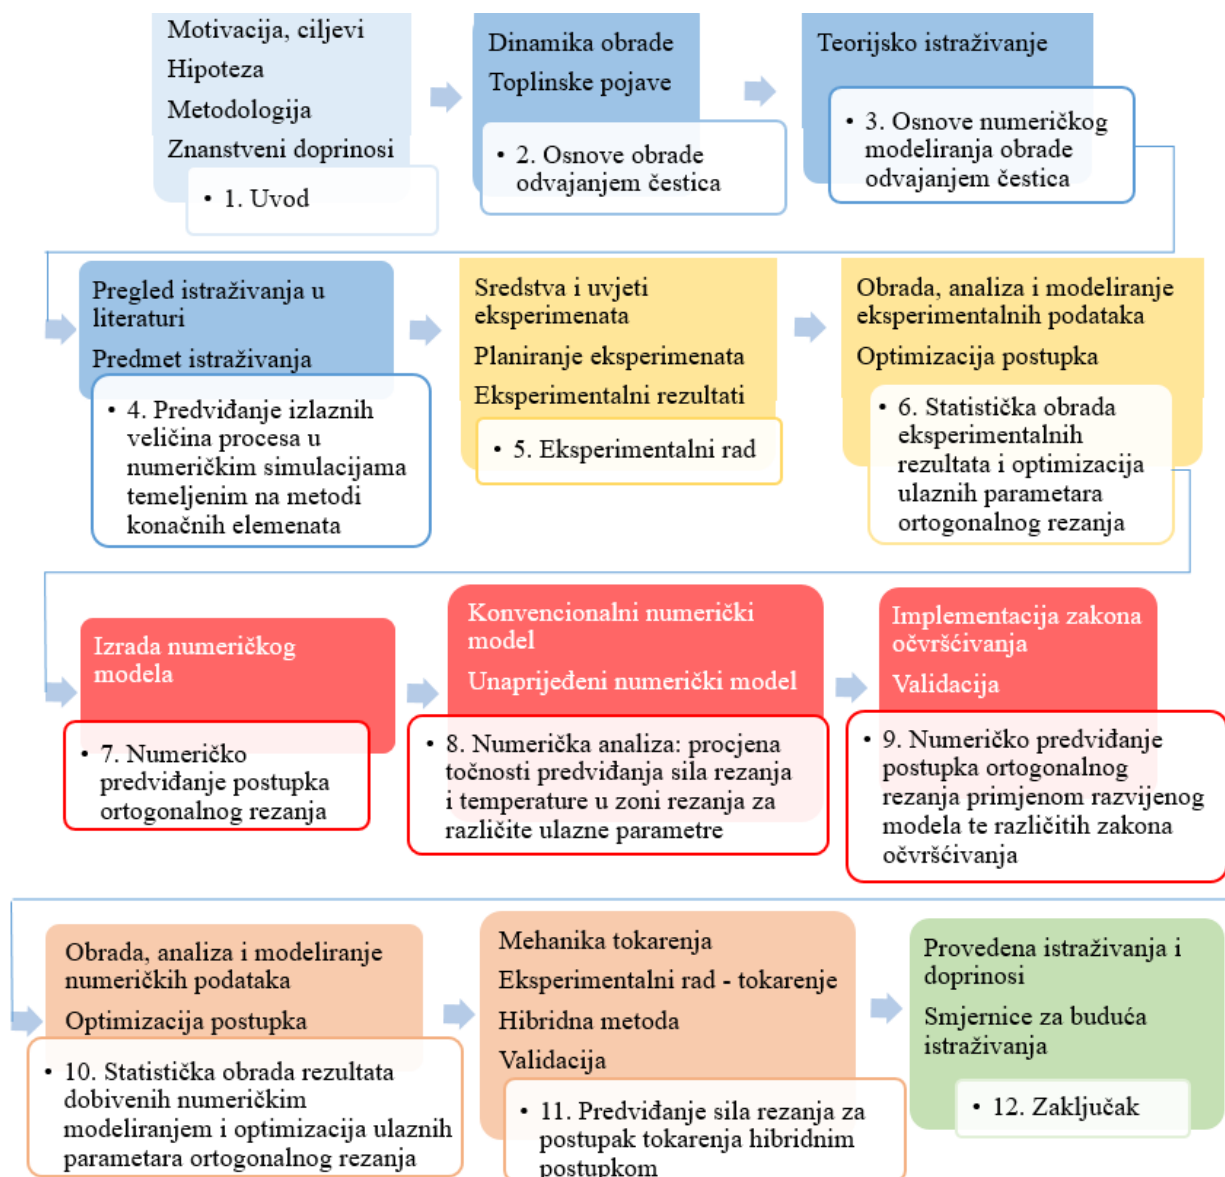 Motivacija, ciljevi
Hipoteza
Metodologija
Znanstveni doprinosi
• 1. Uvod
Dinamika obrade
Toplinske pojave
• 2. Osnove obrade
odvajanjem čestica
Teorijsko istraživanje
• 3. Osnove numeričkog
modeliranja obrade
odvajanjem čestica
Pregled istraživanja u
literaturi
Predmet istraživanja
• 4. Predviđanje izlaznih
veličina procesa u
numeričkim simulacijama
temeljenim na metodi
konačnih elemenata
Sredstva i uvjeti
eksperimenata
Planiranje eksperimenata
Eksperimentalni rezultati
• 5. Eksperimentalni rad
Obrada, analiza i modeliranje
eksperimentalnih podataka
Optimizacija postupka
• 6. Statistička obrada
eksperimentalnih
rezultata i optimizacija
ulaznih parametara
ortogonalnog rezanja
Izrada numeričkog
modela
• 7. Numeričko
predviđanje postupka
ortogonalnog rezanja
Konvencionalni numerički
model
Unaprijeđeni numerički model
• 8. Numerička analiza: procjena
točnosti predviđanja sila rezanja
i temperature u zoni rezanja za
različite ulazne parametre
Implementacija zakona
očvršćivanja
Validacija
• 9. Numeričko predviđanje
postupka ortogonalnog
rezanja primjenom razvijenog
modela te različitih zakona
očvršćivanja
Obrada, analiza i modeliranje
numeričkih podataka
Optimizacija postupka
• 10. Statistička obrada rezultata
dobivenih numeričkim
modeliranjem i optimizacija ulaznih
parametara ortogonalnog rezanja
Mehanika tokarenja
Eksperimentalni rad - tokarenje
Hibridna metoda
Validacija
• 11. Predviđanje sila rezanja za
postupak tokarenja hibridnim
postupkom
Provedena istraživanja i
doprinosi
Smjernice za buduća
istraživanja
• 12. Zaključak